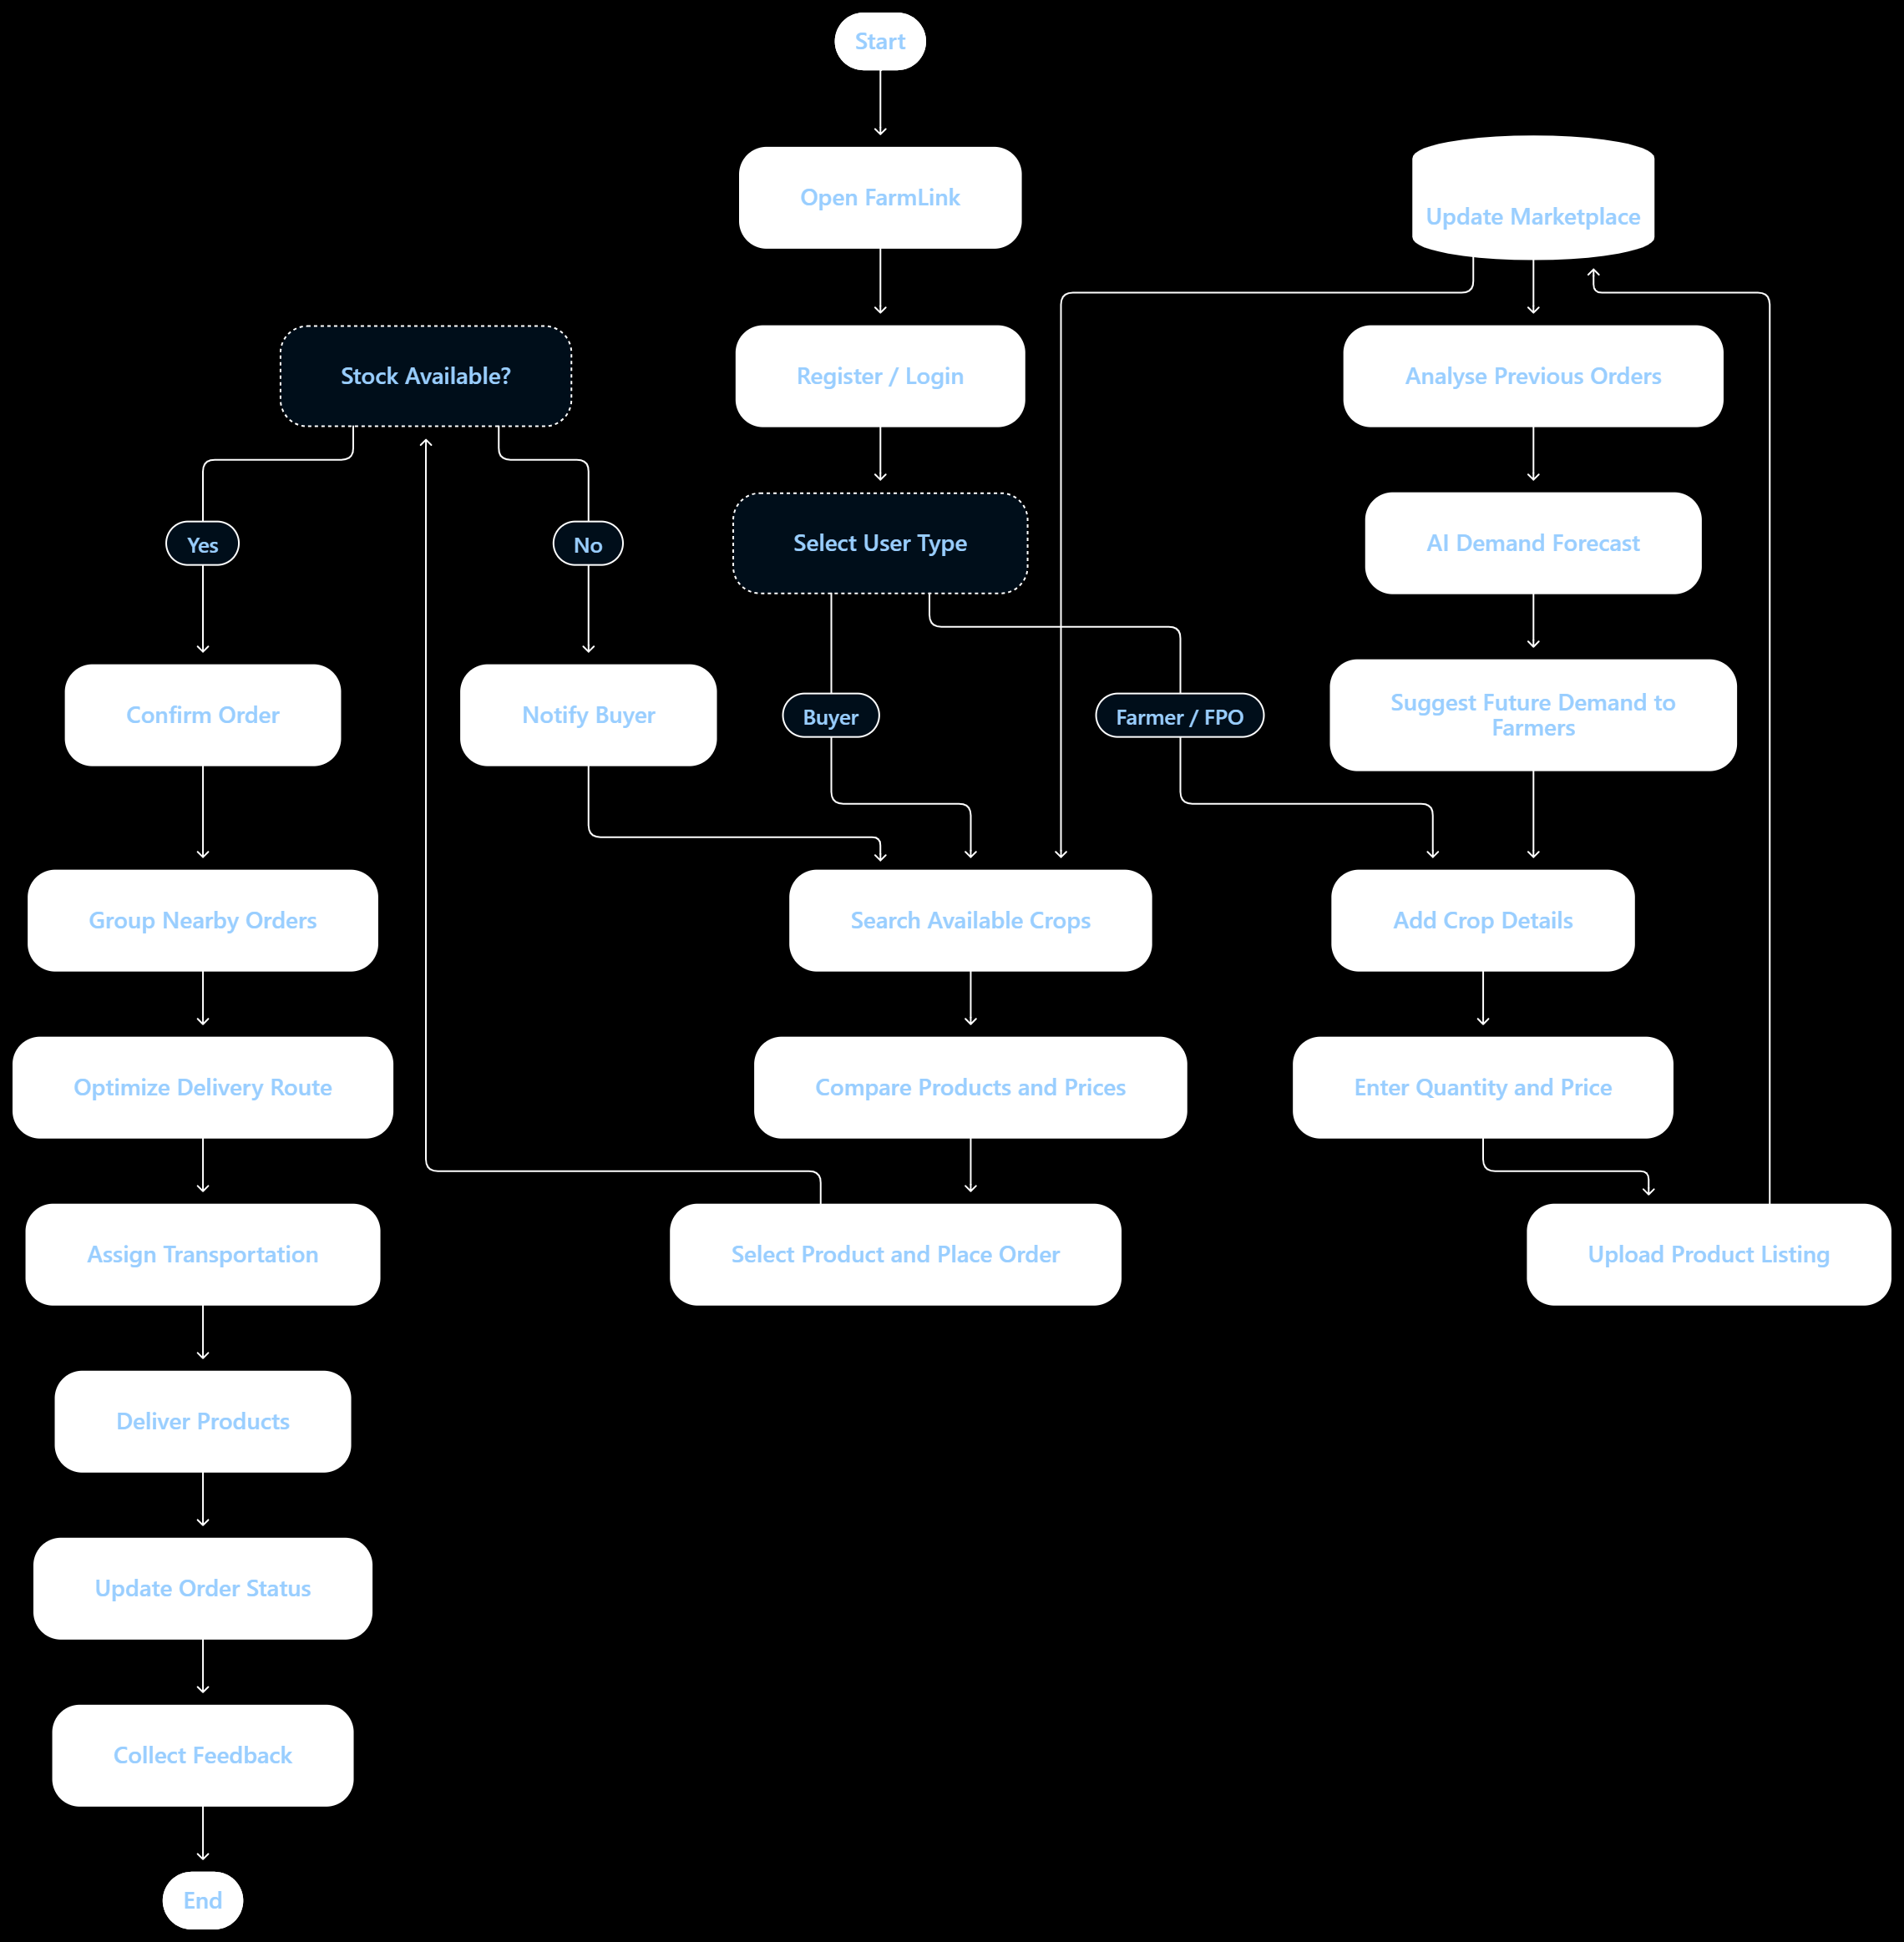 Start
Open FarmLink
Update Marketplace
Stock Available?
Register / Login
Analyse Previous Orders
Yes
No
Select User Type
AI Demand Forecast
Confirm Order
Notify Buyer
Buyer
Farmer / FPO
Suggest Future Demand to
Farmers
Group Nearby Orders
Search Available Crops
Add Crop Details
Optimize Delivery Route
Compare Products and Prices
Enter Quantity and Price
Assign Transportation
Select Product and Place Order
Upload Product Listing
Deliver Products
Update Order Status
Collect Feedback
End